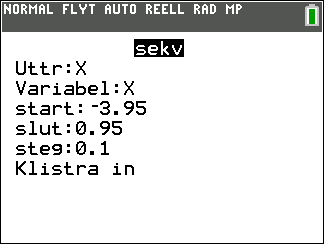 NORMAL FLYT AUTO REELL RAD MP
sekv
Uttr:X
Variabel:X
start:⁻3.95
slut:0.95
steg:0.1
Klistra in